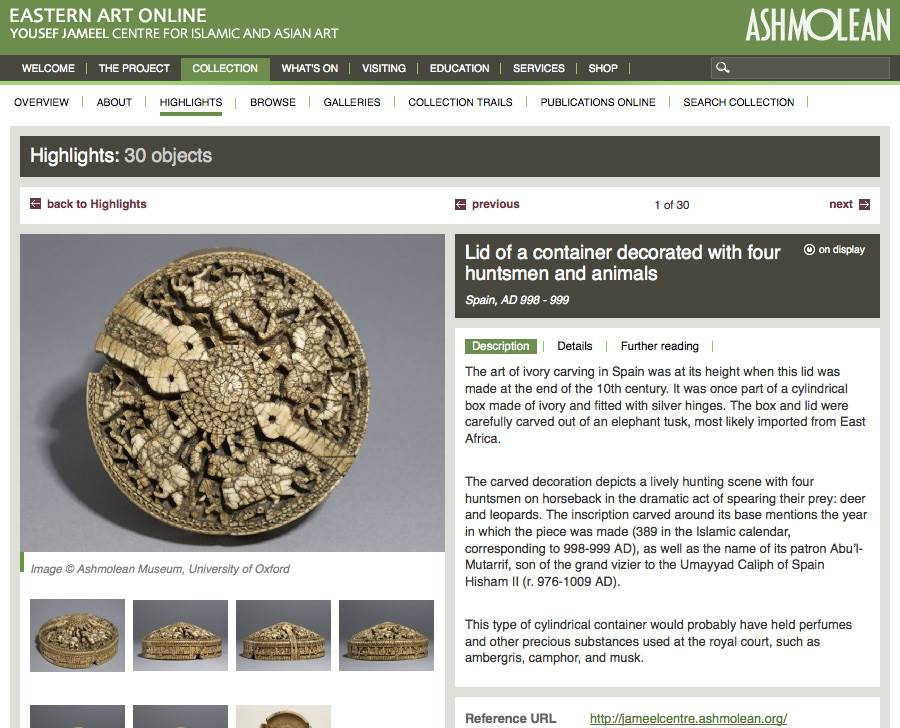 EASTERN ART ONLINE
YOUSEF JAMEEL CENTRE FOR ISLAMIC AND ASIAN ART
ASHMOLEAN
WELCOME THE PROJECT COLLECTION WHAT'S ON VISITING EDUCATION SERVICES SHOP
OVERVIEW ABOUT HIGHLIGHTS BROWSE GALLERIES COLLECTION TRAILS PUBLICATIONS ONLINE SEARCH COLLECTION
Highlights: 30 objects
back to Highlights
previous 1 of 30 next
Lid of a container decorated with four
huntsmen and animals
on display
Spain, AD 998 - 999
Description Details Further reading
The art of ivory carving in Spain was at its height when this lid was
made at the end of the 10th century. It was once part of a cylindrical
box made of ivory and fitted with silver hinges. The box and lid were
carefully carved out of an elephant tusk, most likely imported from East
Africa.
The carved decoration depicts a lively hunting scene with four
huntsmen on horseback in the dramatic act of spearing their prey: deer
and leopards. The inscription carved around its base mentions the year
in which the piece was made (389 in the Islamic calendar,
corresponding to 998-999 AD), as well as the name of its patron Abu'l-
Mutarrif, son of the grand vizier to the Umayyad Caliph of Spain
Hisham II (r. 976-1009 AD).
This type of cylindrical container would probably have held perfumes
and other precious substances used at the royal court, such as
ambergris, camphor, and musk.
Image © Ashmolean Museum, University of Oxford
Reference URL http://jameelcentre.ashmolean.org/